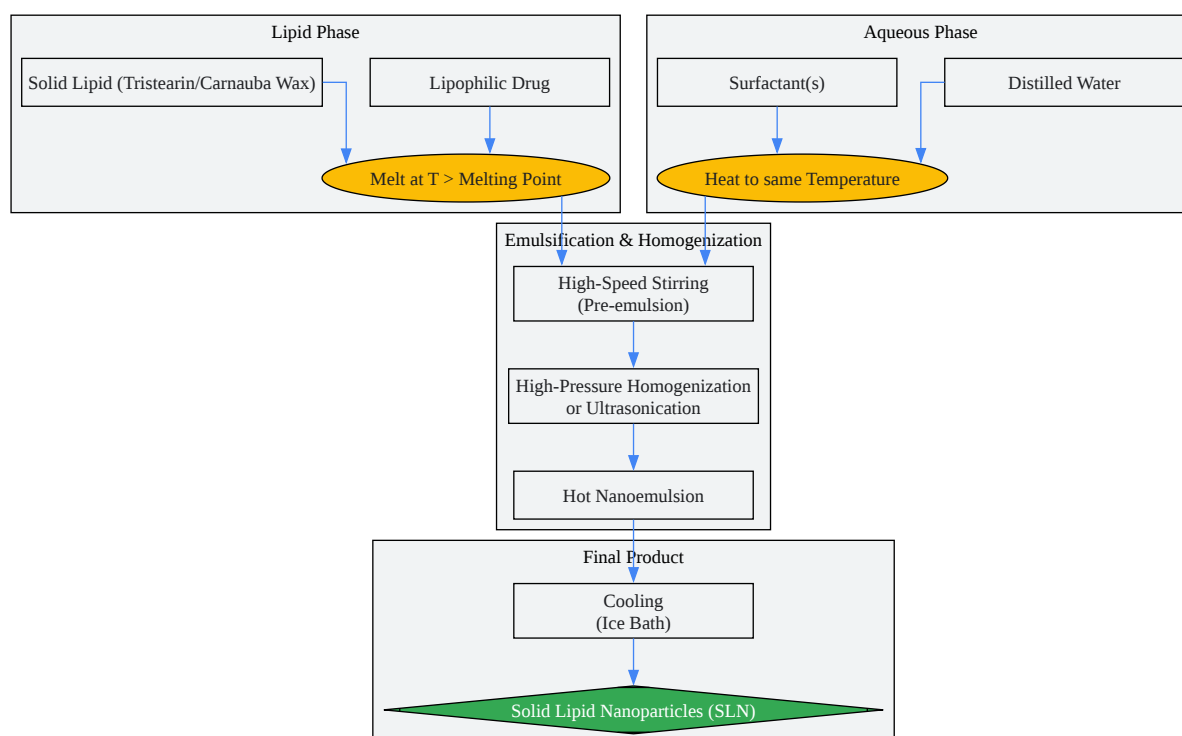 Lipid Phase
Solid Lipid (Tristearin/Carnauba Wax)
Lipophilic Drug
Melt at T > Melting Point
Aqueous Phase
Surfactant(s)
Distilled Water
Heat to same Temperature
Emulsification & Homogenization
High-Speed Stirring
(Pre-emulsion)
High-Pressure Homogenization
or Ultrasonication
Hot Nanoemulsion
Final Product
Cooling
(Ice Bath)
Solid Lipid Nanoparticles (SLN)